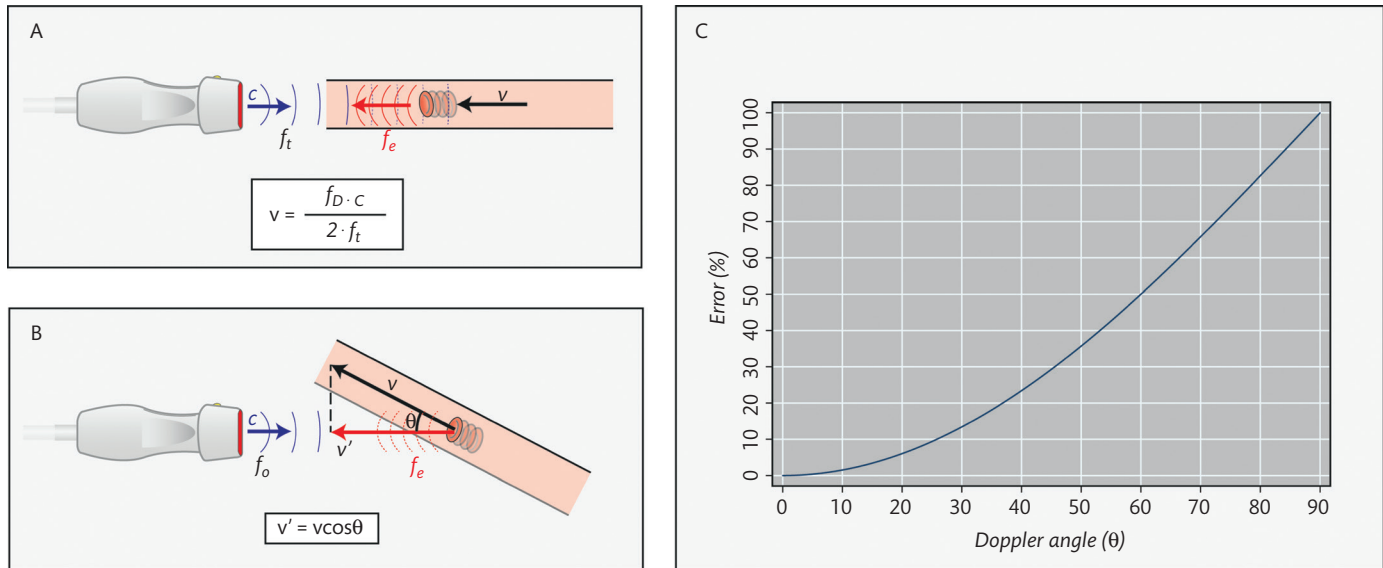 A
c
v
f_t
f_e
v = f_D · C / 2 · f_t
B
v
θ
c
v'
f_o
f_e
v' = vcosθ
C
Error (%)
100
90
80
70
60
50
40
30
20
10
0
0 10 20 30 40 50 60 70 80 90
Doppler angle (θ)